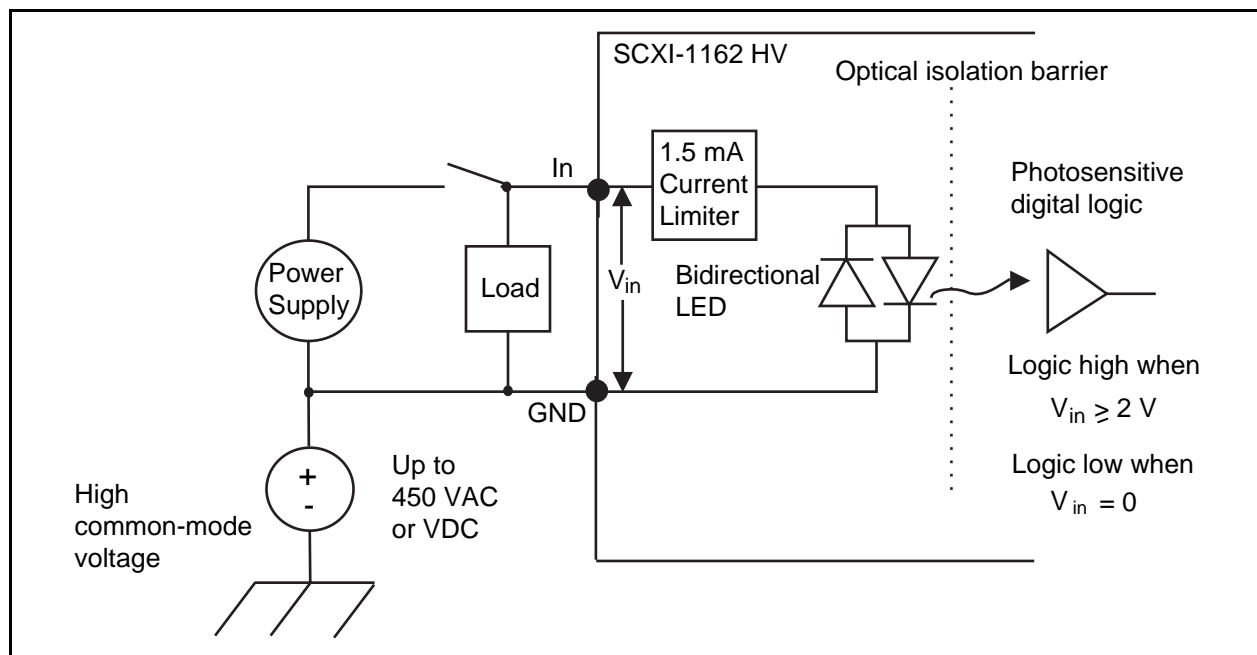 SCXI-1162 HV
Optical isolation barrier
In
1.5 mA
Current
Limiter
Photosensitive
digital logic
Power
Supply
Load
Vin
Bidirectional
LED
Logic high when
Vin ≥ 2 V
GND
Logic low when
Vin = 0
High
common-mode
voltage
+
-
Up to
450 VAC
or VDC